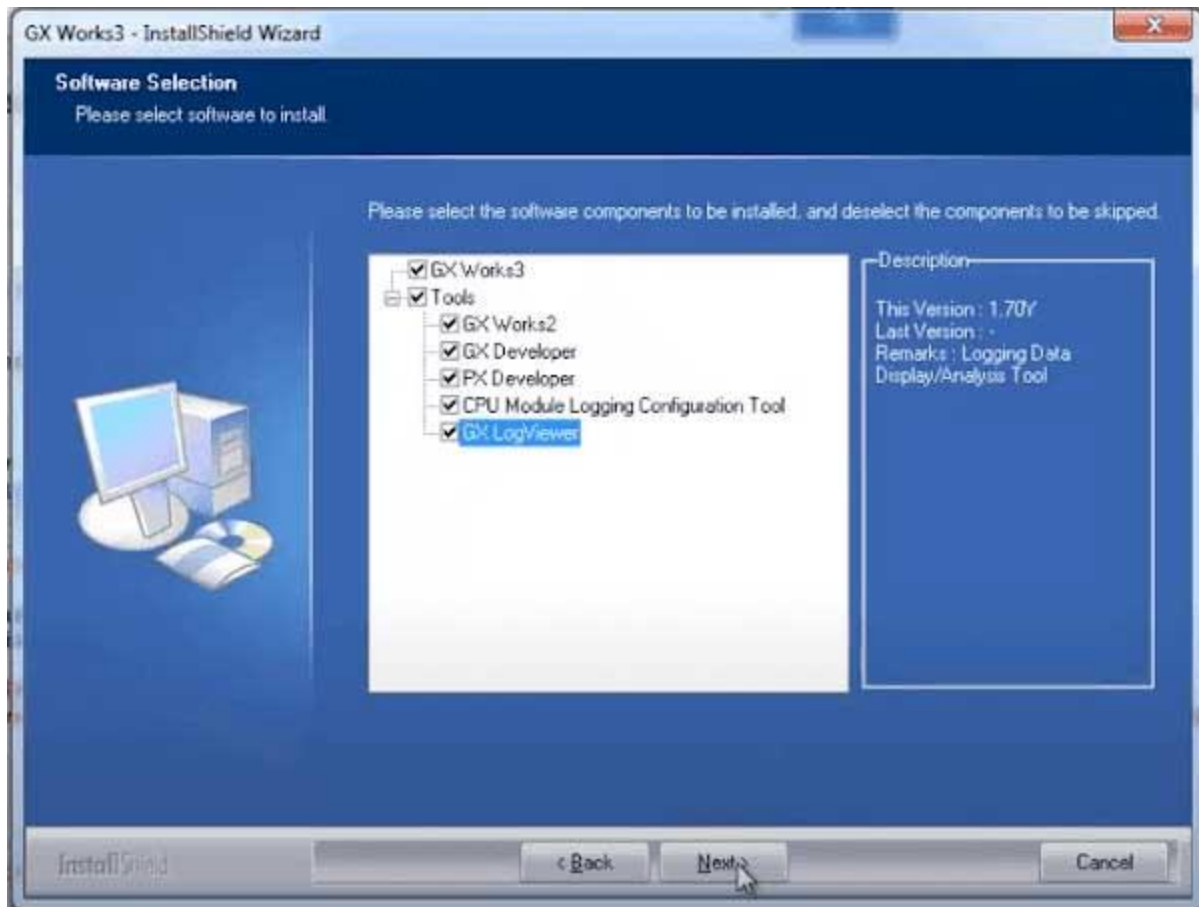 GX Works3 - InstallShield Wizard
Software Selection
Please select software to install.
Please select the software components to be installed, and deselect the components to be skipped.
GX Works3
Tools
GX Works2
GX Developer
PX Developer
CPU Module Logging Configuration Tool
GX LogViewer
Description
This Version : 1.70Y
Last Version : -
Remarks : Logging Data
Display/Analysis Tool
InstallShield
< Back
Next >
Cancel